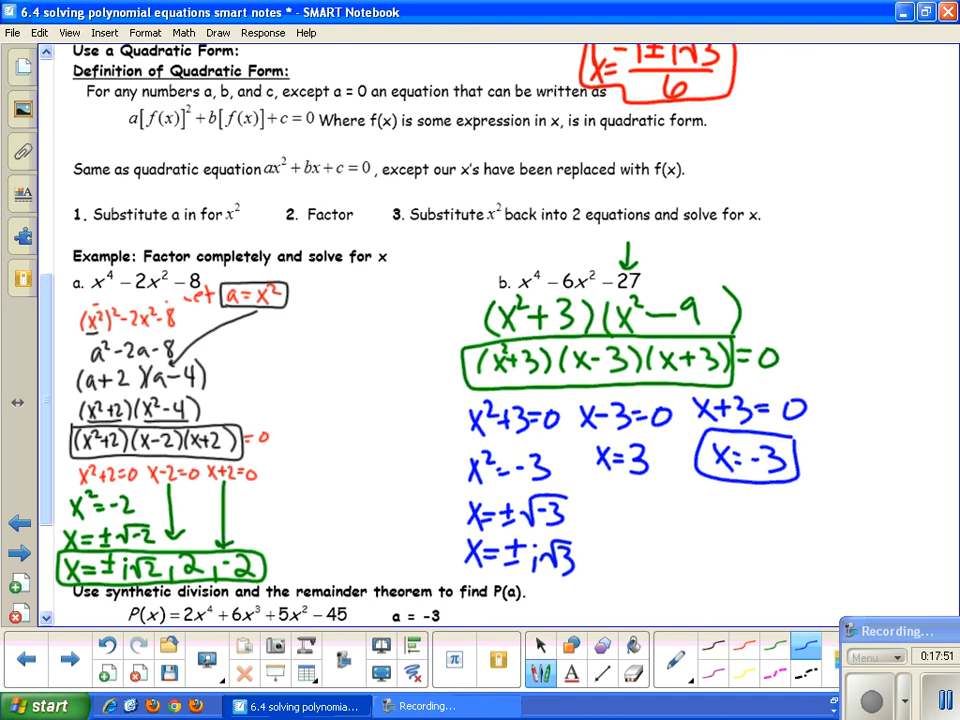 6.4 solving polynomial equations smart notes * - SMART Notebook
File Edit View Insert Format Math Draw Response Help
Use a Quadratic Form:
x = -1±i√3 / 6
Definition of Quadratic Form:
For any numbers a, b, and c, except a = 0 an equation that can be written as
a[f(x)]² + b[f(x)] + c = 0 Where f(x) is some expression in x, is in quadratic form.
Same as quadratic equation ax² + bx + c = 0, except our x's have been replaced with f(x).
1. Substitute a in for x² 2. Factor 3. Substitute x² back into 2 equations and solve for x.
Example: Factor completely and solve for x
a. x⁴ - 2x² - 8
let a = x²
(x²)² - 2x² - 8
a² - 2a - 8
(a+2)(a-4)
(x²+2)(x²-4)
(x²+2)(x-2)(x+2) = 0
x²+2=0 x-2=0 x+2=0
x² = -2
x = ±√-2
x = ±i√2, 2, -2
b. x⁴ - 6x² - 27
(x²+3)(x²-9)
(x²+3)(x-3)(x+3) = 0
x²+3=0 x-3=0 x+3=0
x²=-3 x=3 x=-3
x=±√-3
x=±i√3
Use synthetic division and the remainder theorem to find P(a).
P(x) = 2x⁴ + 6x³ + 5x² - 45 a = -3
Recording...
Menu 0:17:51
start 6.4 solving polynomia... Recording...